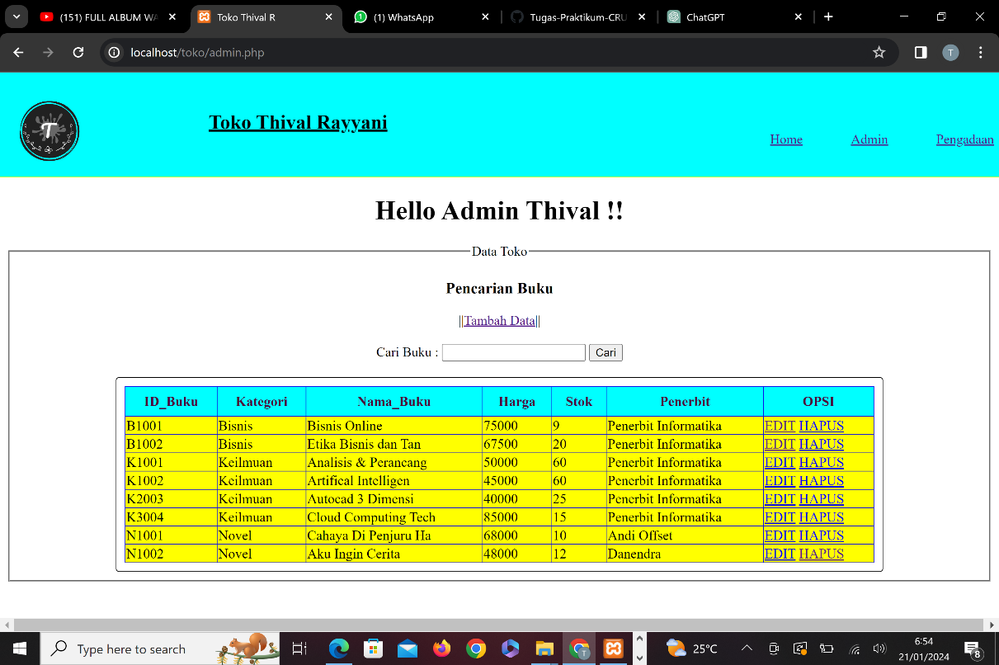 (151) FULL ALBUM WA
Toko Thival R
(1) WhatsApp
Tugas-Praktikum-CRU
ChatGPT
localhost/toko/admin.php
T
T
Toko Thival Rayyani
Home Admin Pengadaan
Hello Admin Thival !!
Data Toko
Pencarian Buku
||Tambah Data||
Cari Buku : Cari
ID_Buku Kategori Nama_Buku Harga Stok Penerbit OPSI
B1001 Bisnis Bisnis Online 75000 9 Penerbit Informatika EDIT HAPUS
B1002 Bisnis Etika Bisnis dan Tan 67500 20 Penerbit Informatika EDIT HAPUS
K1001 Keilmuan Analisis & Perancang 50000 60 Penerbit Informatika EDIT HAPUS
K1002 Keilmuan Artifical Intelligen 45000 60 Penerbit Informatika EDIT HAPUS
K2003 Keilmuan Autocad 3 Dimensi 40000 25 Penerbit Informatika EDIT HAPUS
K3004 Keilmuan Cloud Computing Tech 85000 15 Penerbit Informatika EDIT HAPUS
N1001 Novel Cahaya Di Penjuru Ha 68000 10 Andi Offset EDIT HAPUS
N1002 Novel Aku Ingin Cerita 48000 12 Danendra EDIT HAPUS
Type here to search
25°C
6:54
21/01/2024
8